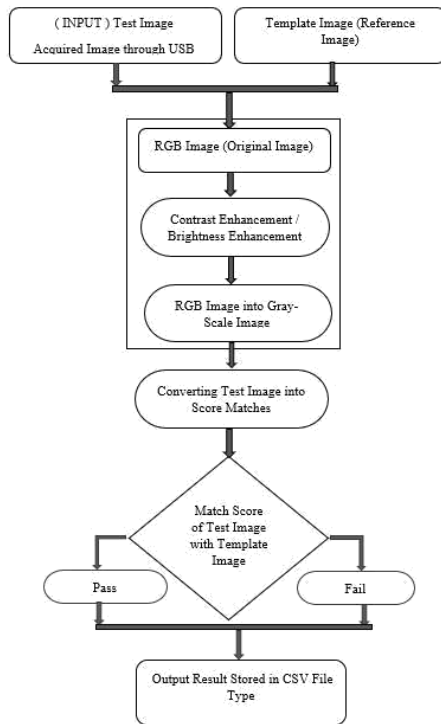 ( INPUT ) Test Image
Acquired Image through USB
Template Image (Reference
Image)
RGB Image (Original Image)
Contrast Enhancement /
Brightness Enhancement
RGB Image into Gray-
Scale Image
Converting Test Image into
Score Matches
Match Score
of Test Image
with Template
Image
Pass
Fail
Output Result Stored in CSV File
Type